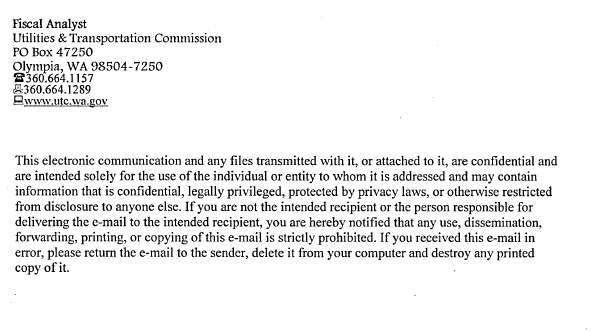 Fiscal Analyst
Utilities & Transportation Commission
PO Box 47250
Olympia, WA 98504-7250
☎360.664.1157
360.664.1289
www.utc.wa.gov
This electronic communication and any files transmitted with it, or attached to it, are confidential and
are intended solely for the use of the individual or entity to whom it is addressed and may contain
information that is confidential, legally privileged, protected by privacy laws, or otherwise restricted
from disclosure to anyone else. If you are not the intended recipient or the person responsible for
delivering the e-mail to the intended recipient, you are hereby notified that any use, dissemination,
forwarding, printing, or copying of this e-mail is strictly prohibited. If you received this e-mail in
error, please return the e-mail to the sender, delete it from your computer and destroy any printed
copy of it.